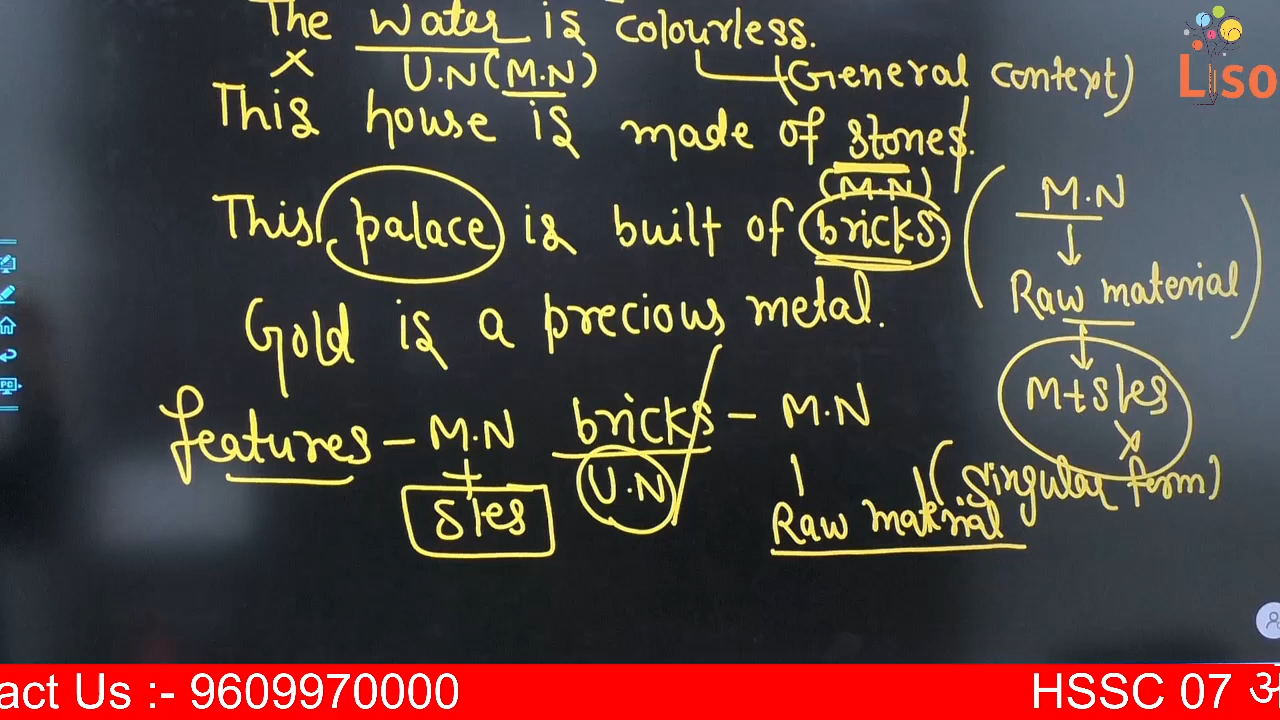 The Water is Colourless.
Liso
X U.N(M.N) (General context)
This house is made of stones.
(M.N)
This palace is built of bricks.
M.N
↓
Raw material
↓
M+s/es
X
Gold is a precious metal.
features - M.N bricks - M.N
+
s/es
U.N
(singular form)
Raw material
PC
act Us :- 9609970000
HSSC 07